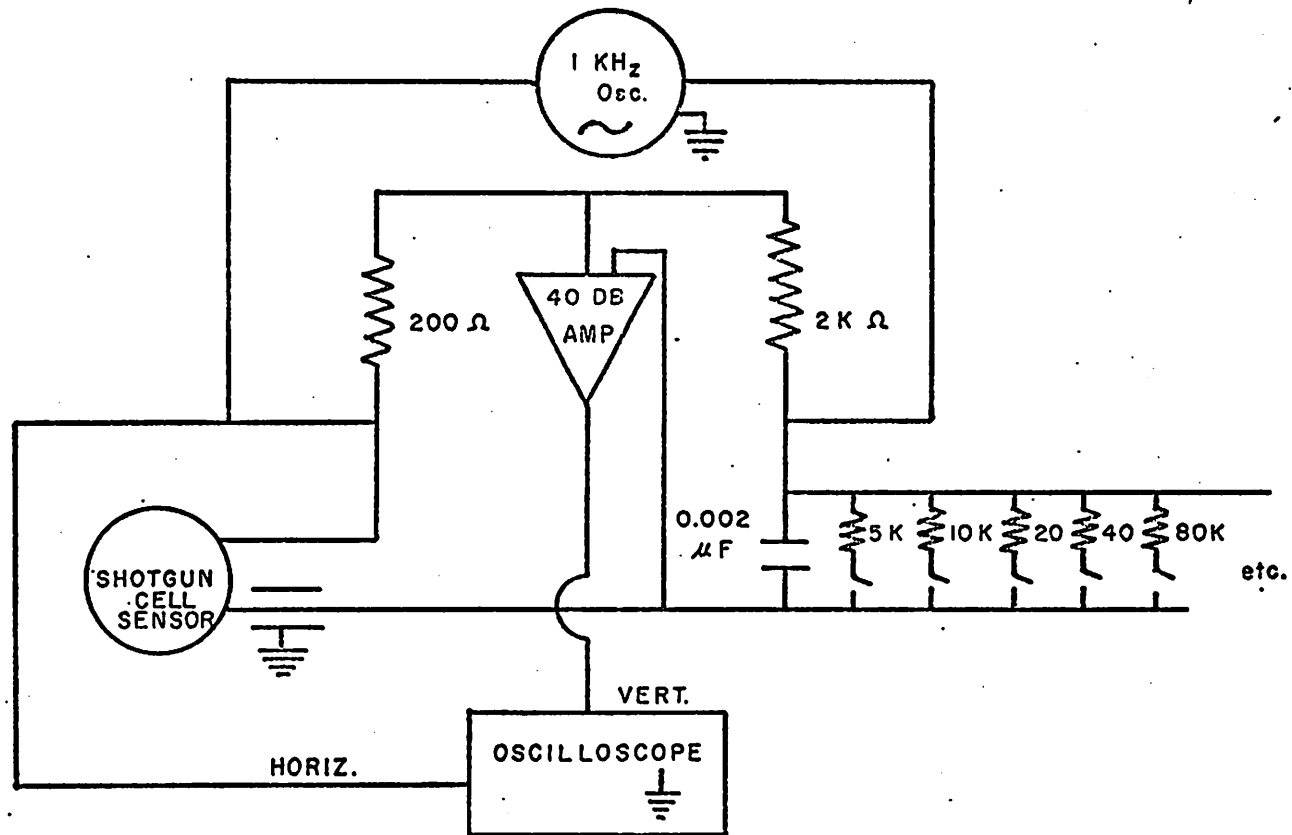 1 KHz
Osc.
200 Ω
40 DB
AMP
2K Ω
0.002
μF
5K
10K
20
40
80K
etc.
SHOTGUN
CELL
SENSOR
VERT.
OSCILLOSCOPE
HORIZ.